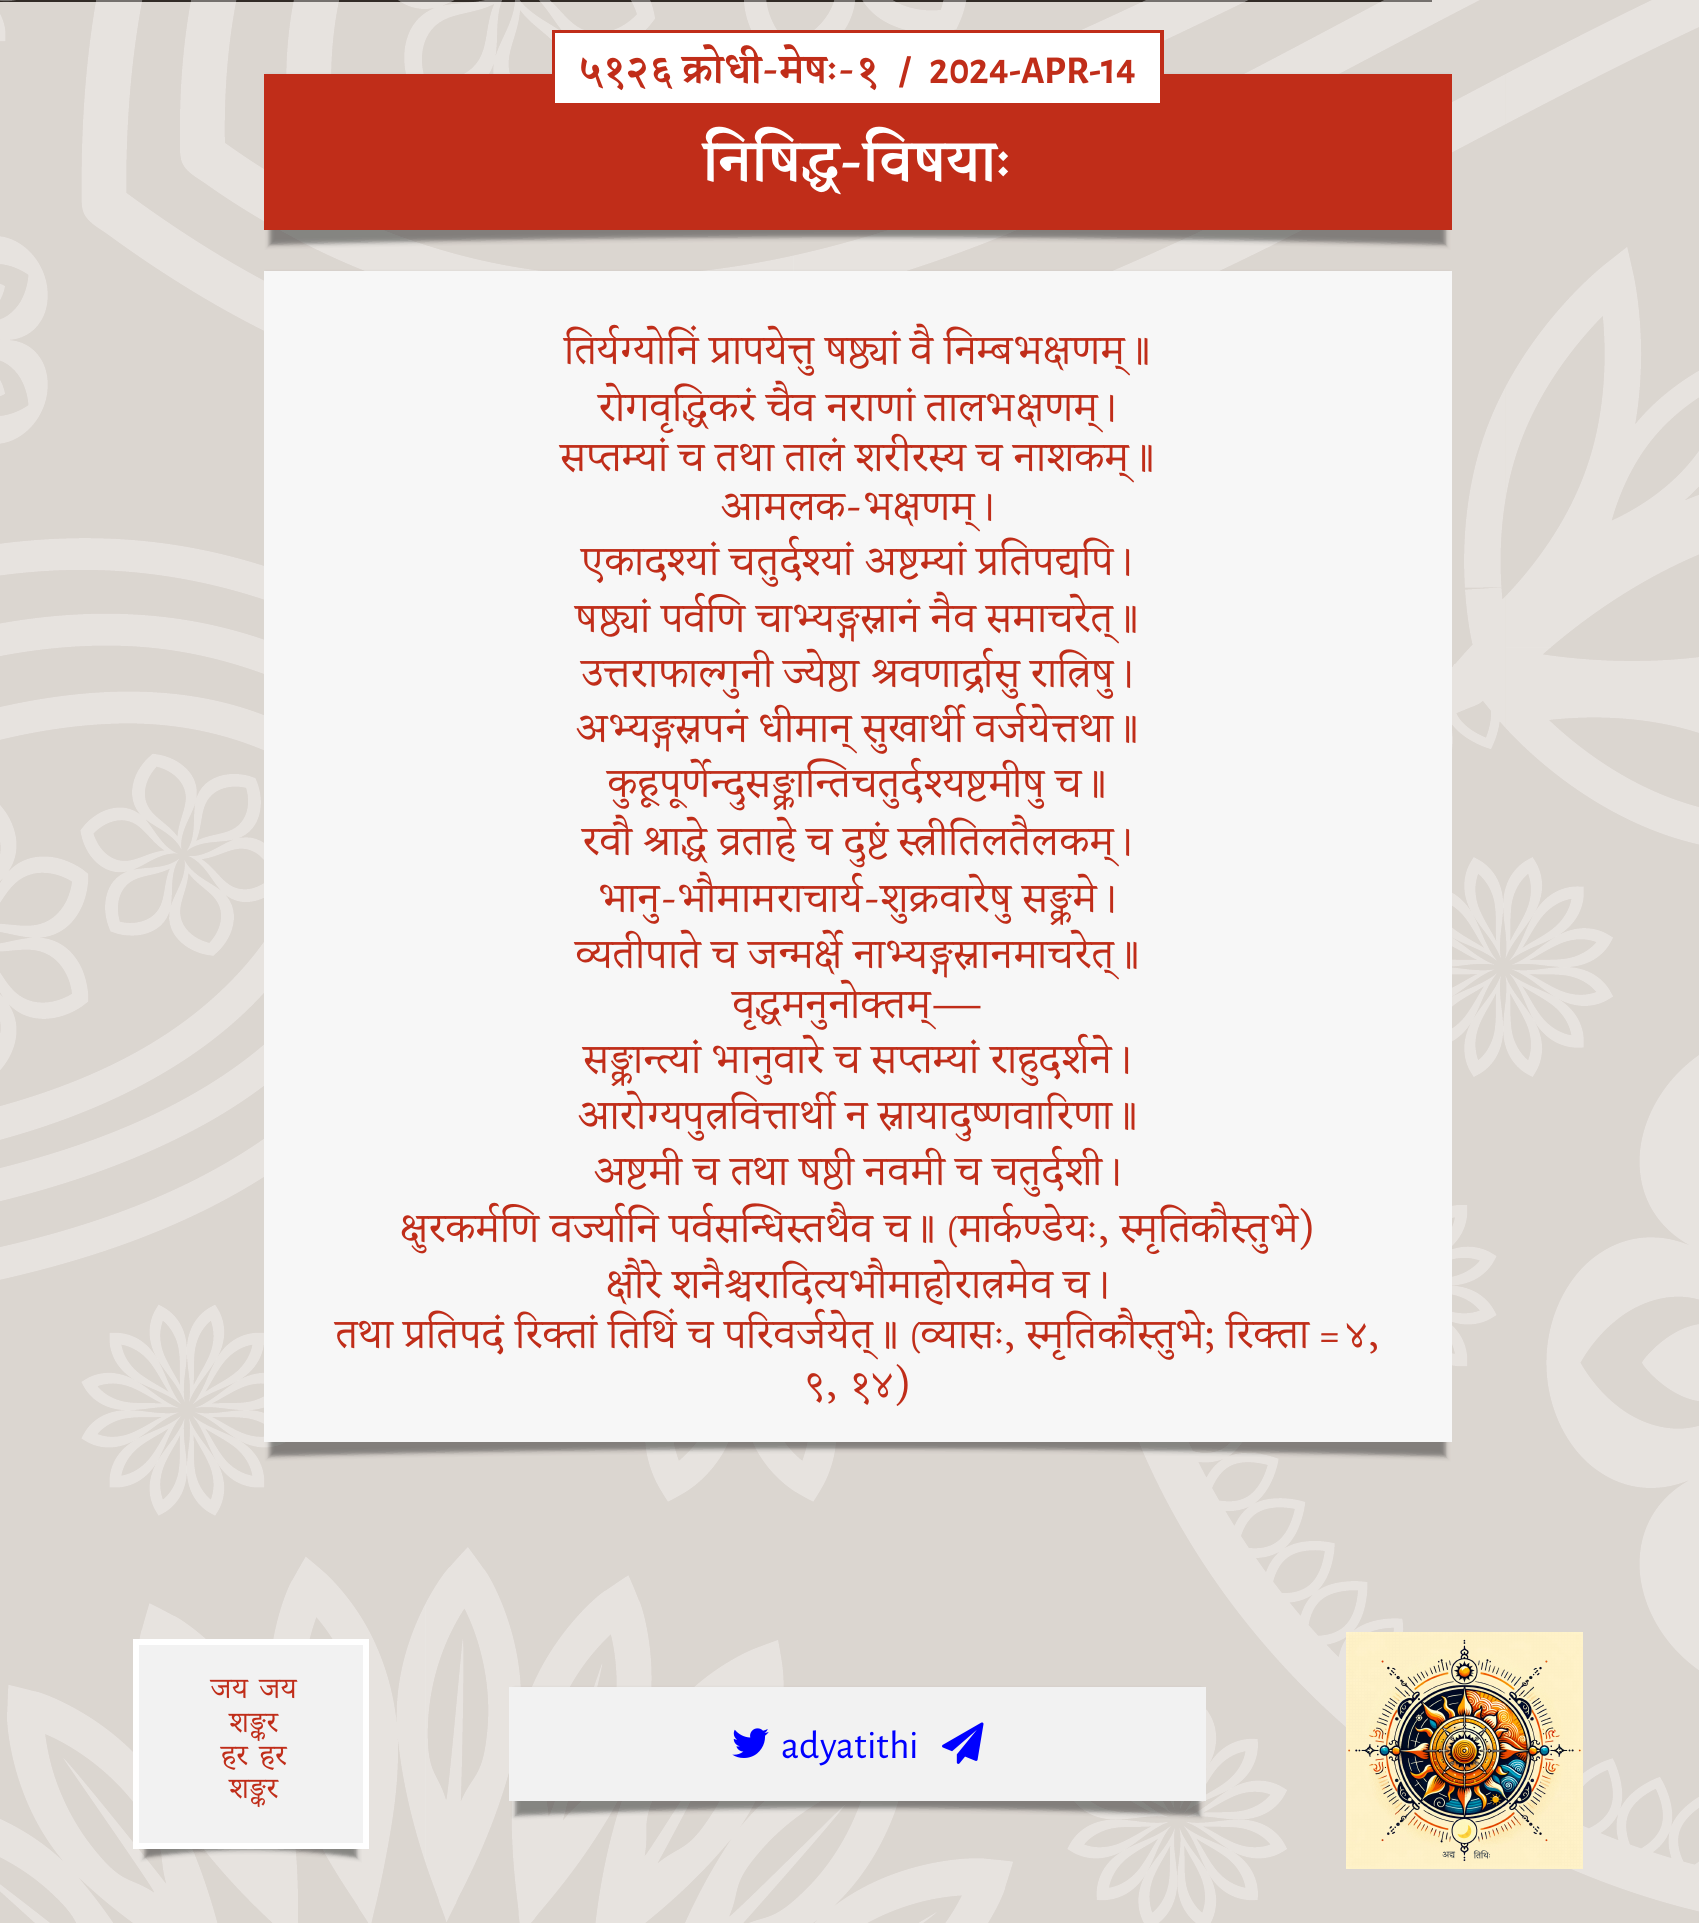 ५१२६ क्रोधी-मेषः-१ / 2024-APR-14
निषिद्ध-विषयाः
तिर्यग्योनिं प्रापयेत्तु षष्ठ्यां वै निम्बभक्षणम्॥
रोगवृद्धिकरं चैव नराणां तालभक्षणम्।
सप्तम्यां च तथा तालं शरीरस्य च नाशकम्॥
आमलक-भक्षणम्।
एकादश्यां चतुर्दश्यां अष्टम्यां प्रतिपद्यपि।
षष्ठ्यां पर्वणि चाभ्यङ्गस्नानं नैव समाचरेत्॥
उत्तराफाल्गुनी ज्येष्ठा श्रवणार्द्रासु रात्रिषु।
अभ्यङ्गस्नपनं धीमान् सुखार्थी वर्जयेत्तथा॥
कुहूपूर्णेन्दुसङ्क्रान्तिचतुर्दश्यष्टमीषु च॥
रवौ श्राद्धे व्रताहे च दुष्टं स्त्रीतिलतैलकम्।
भानु-भौमामराचार्य-शुक्रवारेषु सङ्क्रमे।
व्यतीपाते च जन्मर्क्षे नाभ्यङ्गस्नानमाचरेत्॥
वृद्धमनुनोक्तम्—
सङ्क्रान्त्यां भानुवारे च सप्तम्यां राहुदर्शने।
आरोग्यपुत्रवित्तार्थी न स्नायादुष्णवारिणा॥
अष्टमी च तथा षष्ठी नवमी च चतुर्दशी।
क्षुरकर्मणि वर्ज्यानि पर्वसन्धिस्तथैव च॥ (मार्कण्डेयः, स्मृतिकौस्तुभे)
क्षौरे शनैश्चरादित्यभौमाहोरात्रमेव च।
तथा प्रतिपदं रिक्तां तिथिं च परिवर्जयेत्॥ (व्यासः, स्मृतिकौस्तुभे; रिक्ता = ४,
९, १४)
जय जय
शङ्कर
हर हर
शङ्कर
adyatithi
अद्य तिथिः